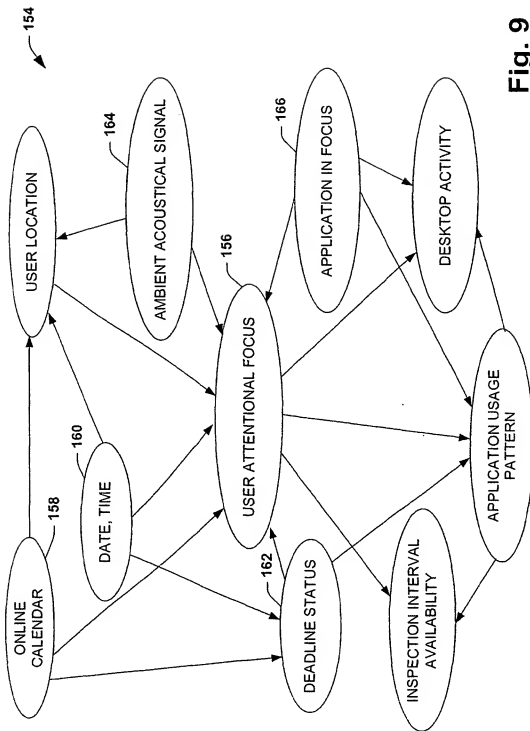 154
ONLINE
CALENDAR
158
USER LOCATION
DATE, TIME
160
AMBIENT ACOUSTICAL SIGNAL
164
USER ATTENTIONAL FOCUS
156
DEADLINE STATUS
162
APPLICATION IN FOCUS
166
INSPECTION INTERVAL
AVAILABILITY
APPLICATION USAGE
PATTERN
DESKTOP ACTIVITY
Fig. 9